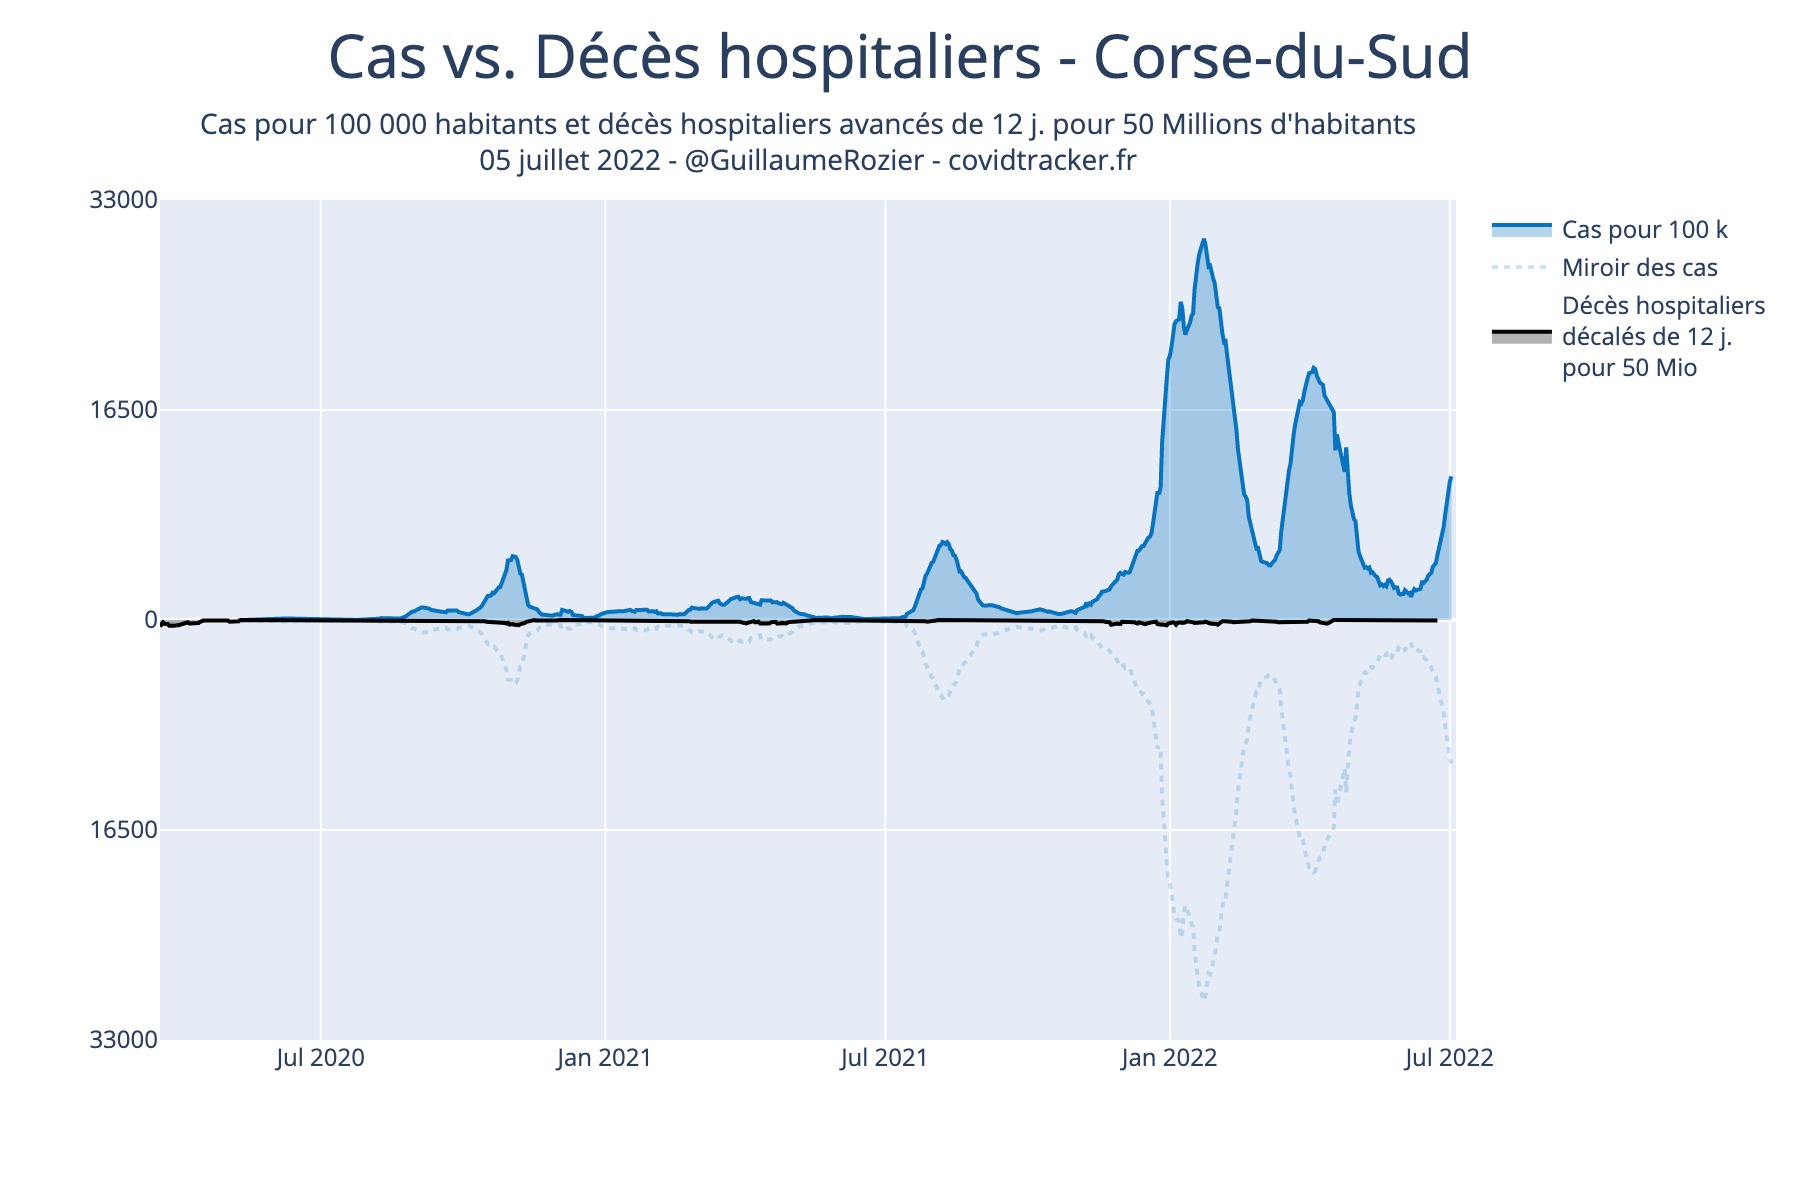 Cas vs. Décès hospitaliers - Corse-du-Sud
Cas pour 100 000 habitants et décès hospitaliers avancés de 12 j. pour 50 Millions d'habitants
05 juillet 2022 - @GuillaumeRozier - covidtracker.fr
33000
16500
0
16500
33000
Jul 2020
Jan 2021
Jul 2021
Jan 2022
Jul 2022
Cas pour 100 k
Miroir des cas
Décès hospitaliers
décalés de 12 j.
pour 50 Mio